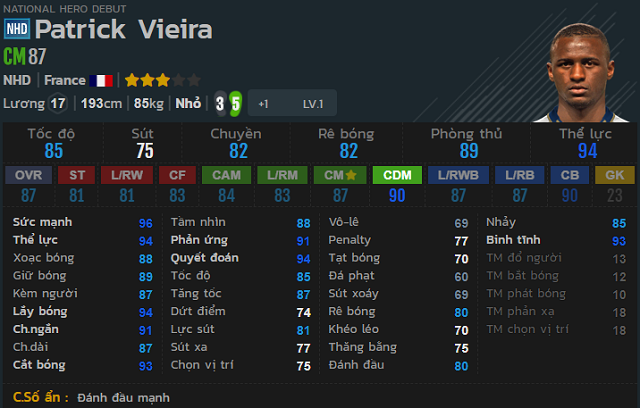 NATIONAL HERO DEBUT
NHD Patrick Vieira
CM 87
NHD | France | 
Lương 17 | 193cm | 85kg | Nhỏ | 3 5 +1 LV.1
Tốc độ Sút Chuyền Rê bóng Phòng thủ Thể lực
85 75 82 82 89 94
OVR ST L/RW CF CAM L/RM CM CDM L/RWB L/RB CB GK
87 81 81 83 84 83 87 90 87 87 90 23
Sức mạnh 96 Tầm nhìn 88 Vô-lê 69 Nhảy 85
Thể lực 94 Phản ứng 91 Penalty 77 Bình tĩnh 93
Xoạc bóng 88 Quyết đoán 94 Tạt bóng 70 TM đổ người 13
Giữ bóng 89 Tốc độ 85 Đá phạt 60 TM bắt bóng 12
Kèm người 87 Tăng tốc 87 Sút xoáy 69 TM phát bóng 10
Lấy bóng 94 Dứt điểm 74 Rê bóng 80 TM phản xạ 18
Ch.ngắn 91 Lực sút 81 Khéo léo 70 TM chọn vị trí 18
Ch.dài 87 Sút xa 77 Thăng bằng 75
Cắt bóng 93 Chọn vị trí 75 Đánh đầu 80
C.Số ẩn : Đánh đầu mạnh